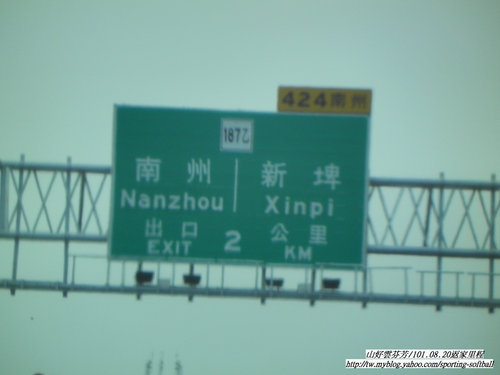 424南州
187乙
南州 新埤
Nanzhou Xinpi
出口 2 公里
EXIT KM
山好雲芬芳/101.08.20返家里程
http://tw.myblog.yahoo.com/sporting-softball